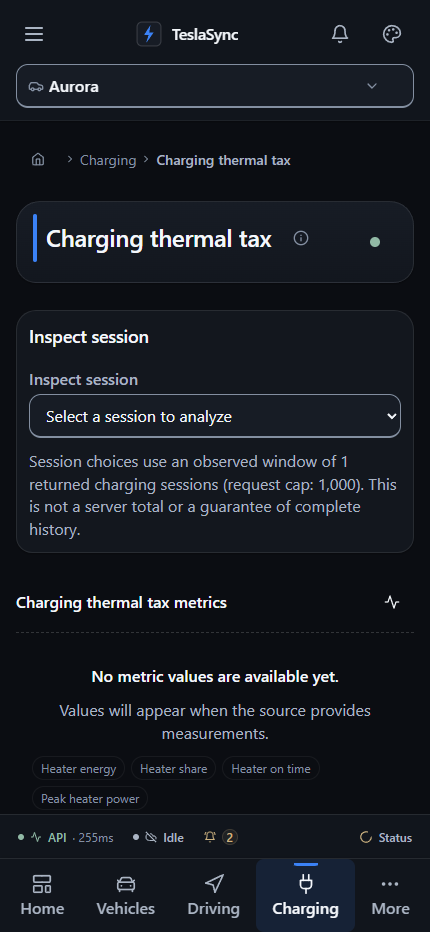 TeslaSync
Aurora
Charging
Charging thermal tax
Charging thermal tax
Inspect session
Inspect session
Select a session to analyze
Session choices use an observed window of 1
returned charging sessions (request cap: 1,000). This
is not a server total or a guarantee of complete
history.
Charging thermal tax metrics
No metric values are available yet.
Values will appear when the source provides
measurements.
Heater energy Heater share Heater on time
Peak heater power
API · 255ms Idle 2 Status
Home Vehicles Driving Charging More